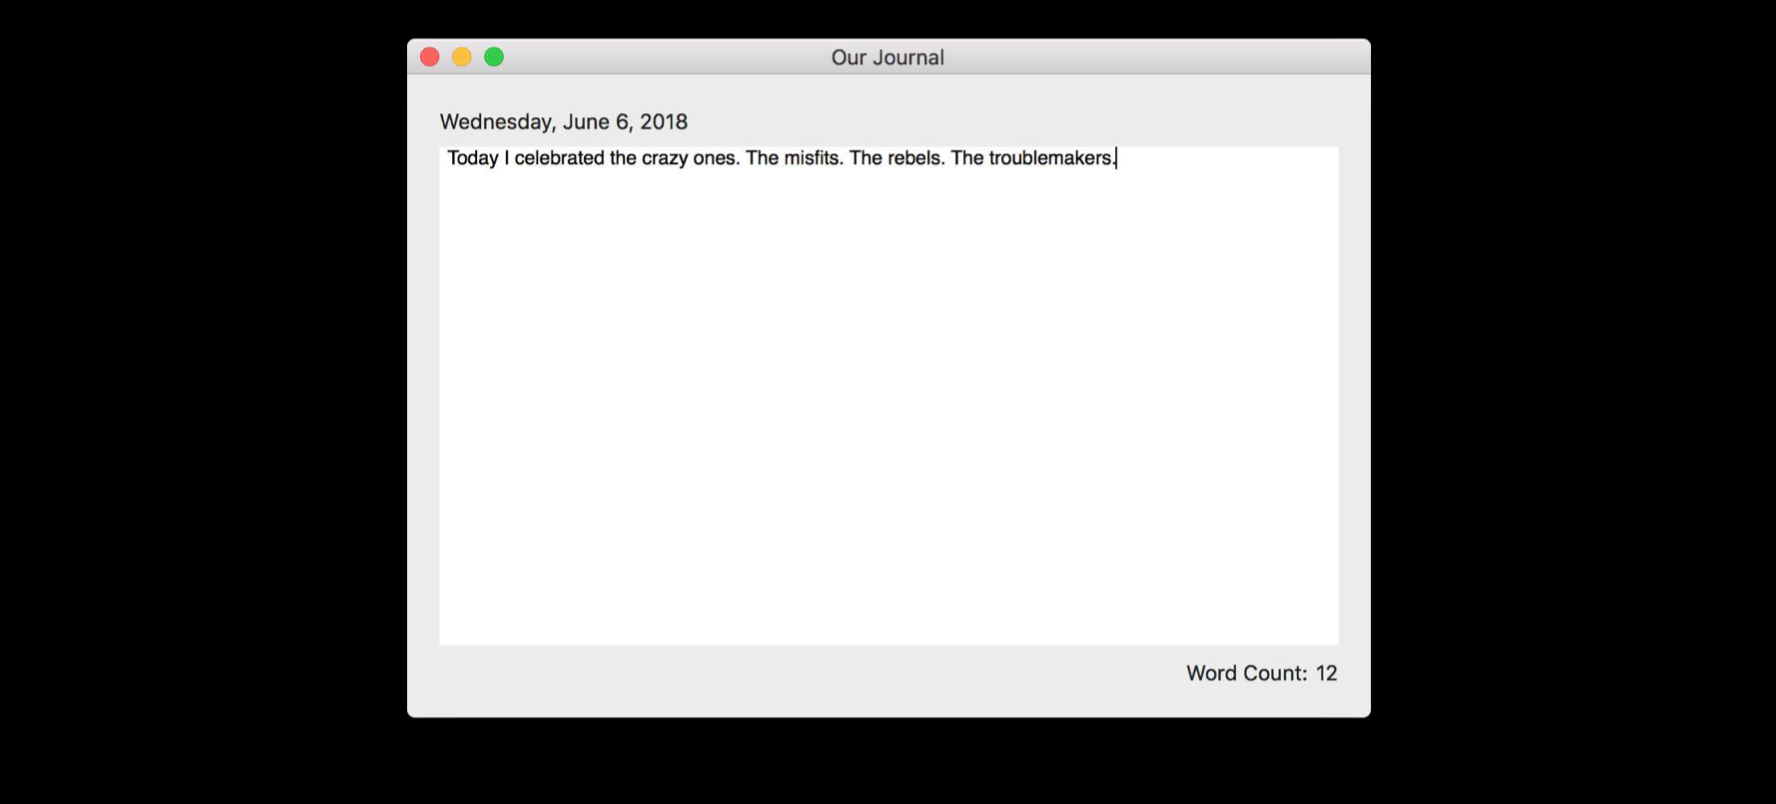 Our Journal
Wednesday, June 6, 2018
Today I celebrated the crazy ones. The misfits. The rebels. The troublemakers.
Word Count: 12